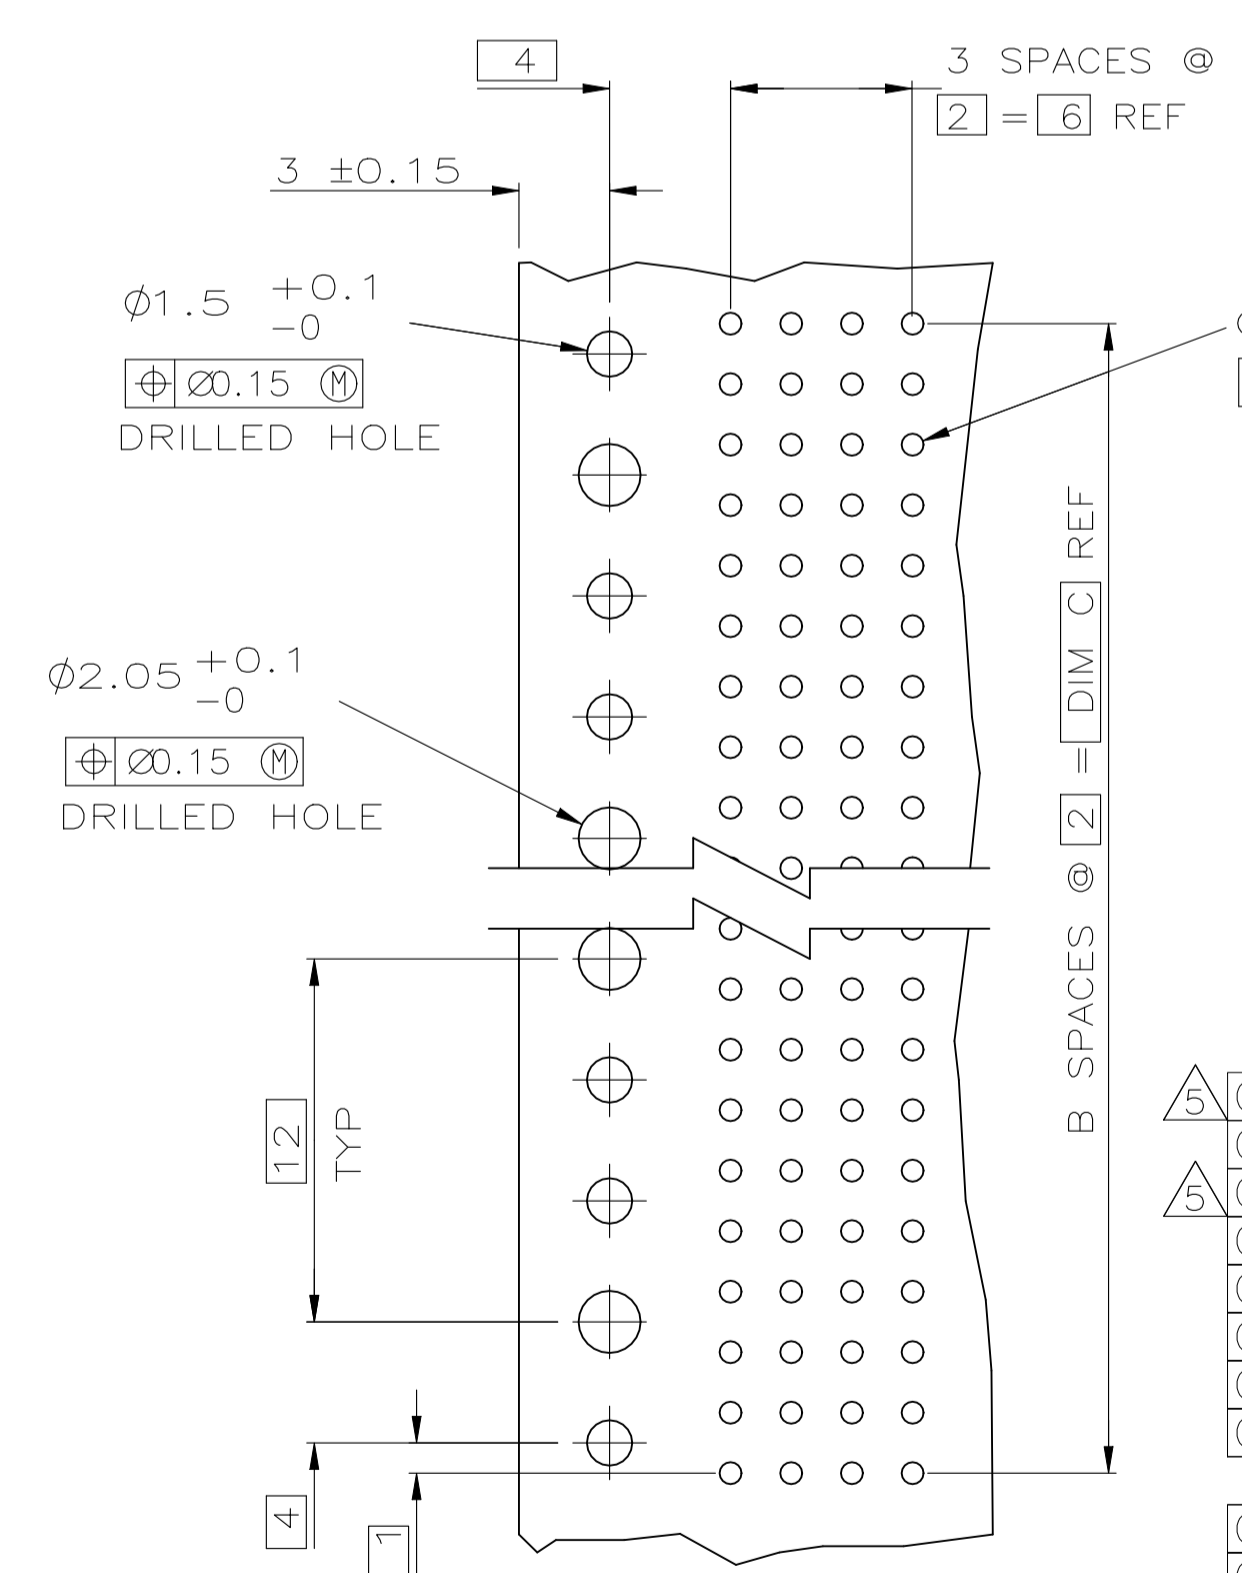 4
3 SPACES @
2 = 6 REF
3 ±0.15
Ø1.5 +0.1
-0
⌖ Ø0.15 Ⓜ
DRILLED HOLE
B SPACES @ 2 = DIM C REF
Ø2.05 +0.1
-0
⌖ Ø0.15 Ⓜ
DRILLED HOLE
12
TYP
5
5
4
1